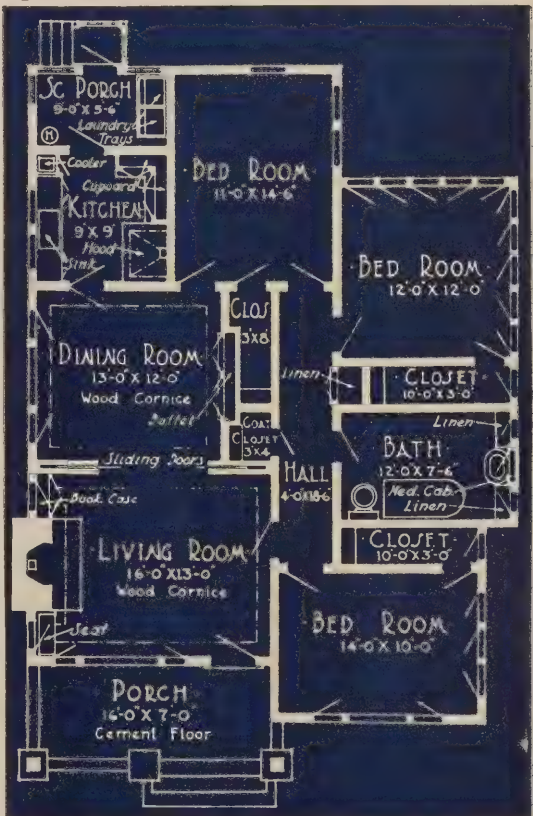 SC PORCH
9'-0" X 5'-6"
Laundry
Trays
H
Cooler
Cupboard
KITCHEN
9' X 9'
Hood
Sink
BED ROOM
11'-0" X 14'-6"
BED ROOM
12'-0" X 12'-0"
CLOS
3'X8'
DINING ROOM
13'-0" X 12'-0"
Wood Cornice
Buffet
Linen
CLOSET
10'-0" X 3'-0"
COAT
CLOSET
3'X4'
Linen
BATH
12'-0" X 7'-6"
Med. Cab.
Linen
Sliding Doors
HALL
4'-0" X 18'-6"
Book Case
CLOSET
10'-0" X 3'-0"
LIVING ROOM
16'-0" X 13'-0"
Wood Cornice
Seat
BED ROOM
14'-0" X 10'-0"
PORCH
16'-0" X 7'-0"
Cement Floor